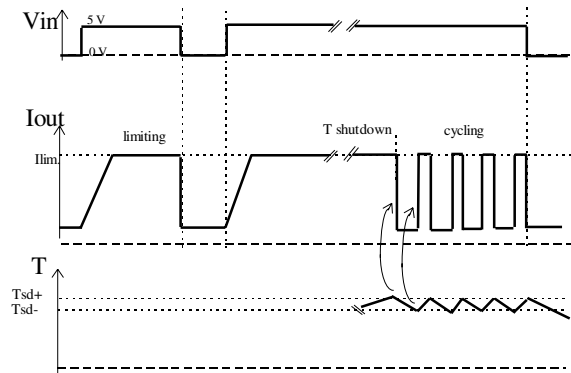 Vin
5 V
0 V
Iout
limiting
T shutdown
cycling
Ilim.
T
Tsd+
Tsd-